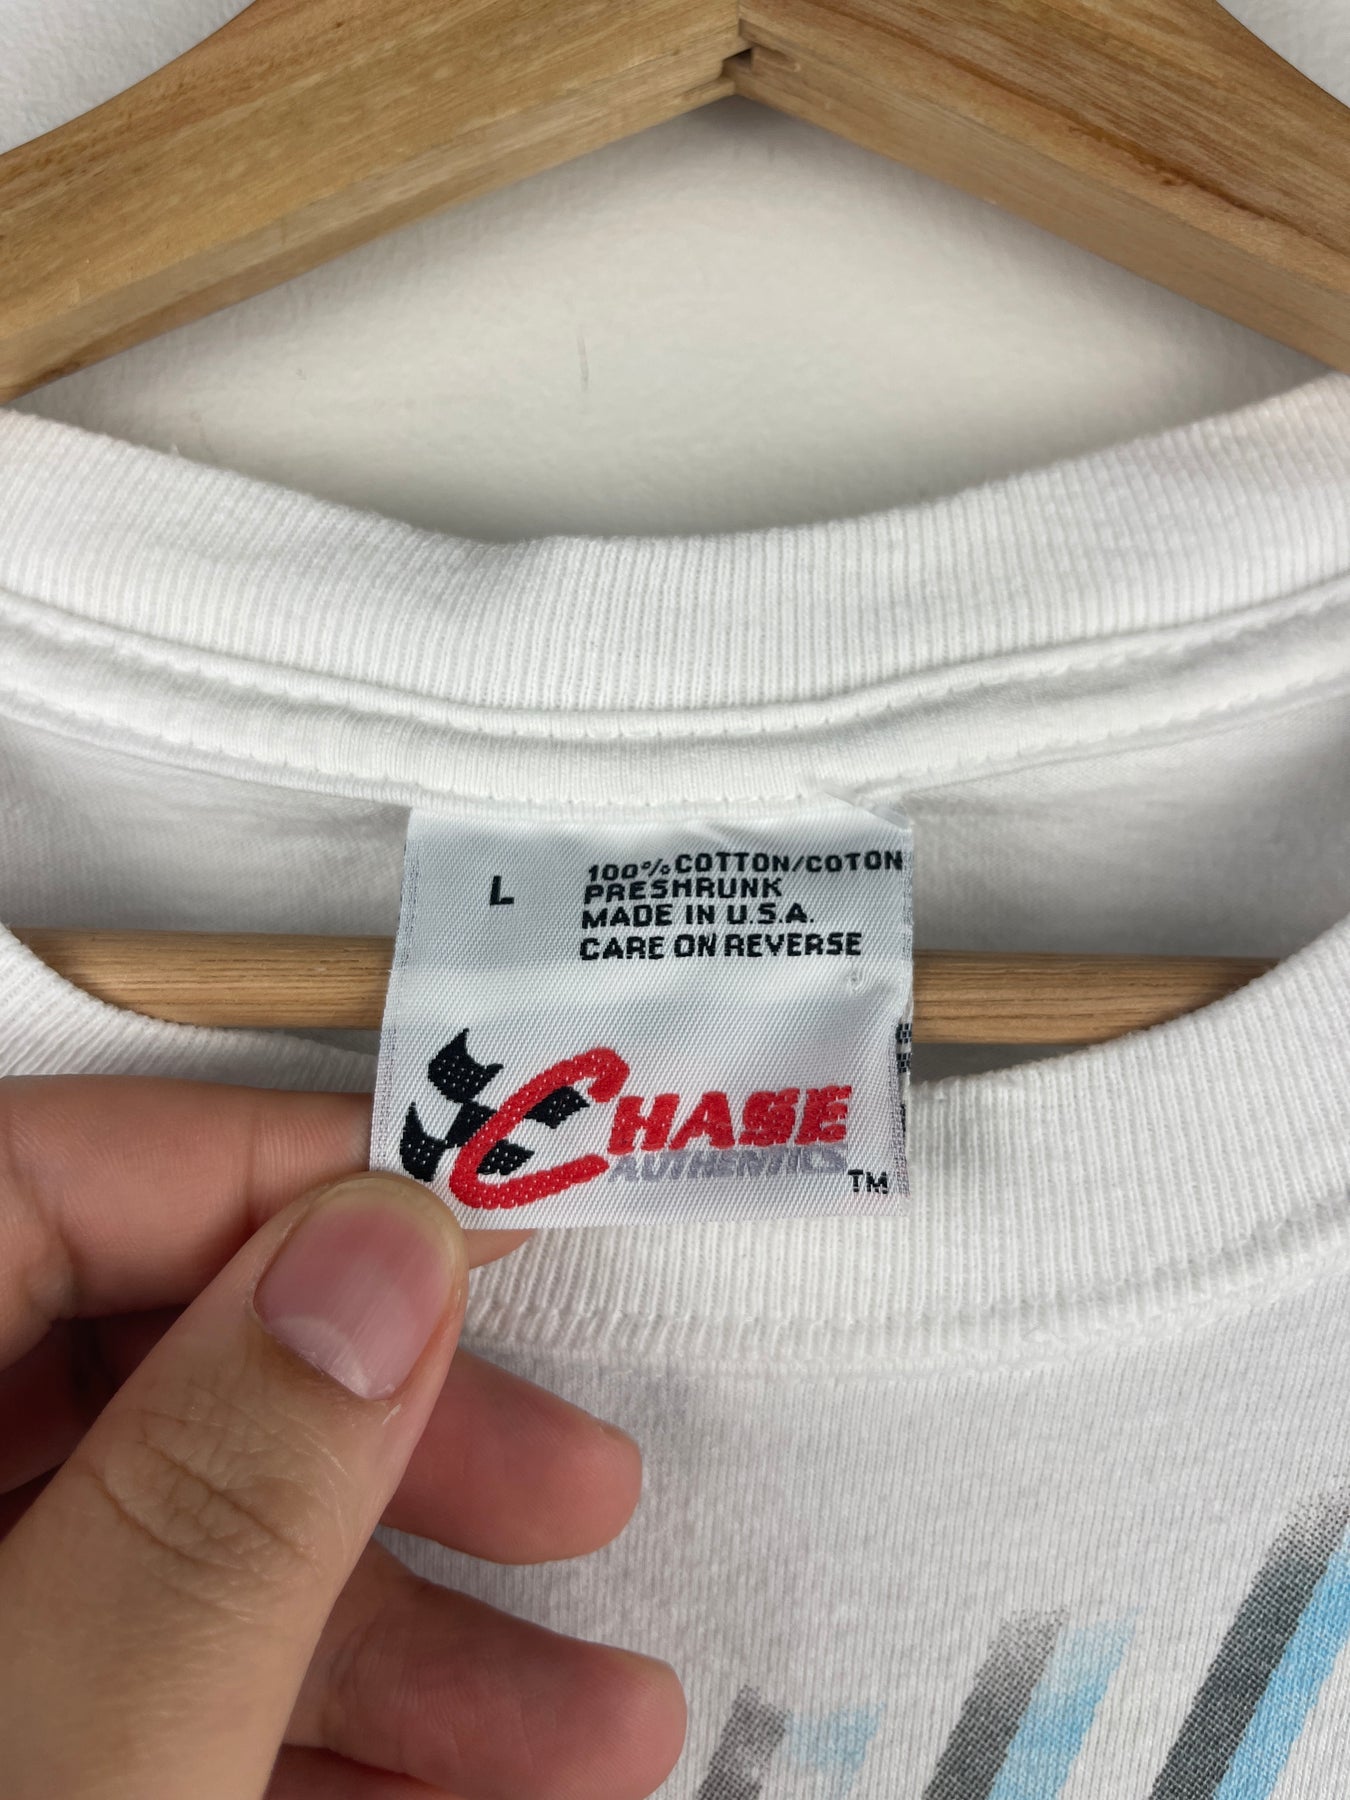 L
100% COTTON/COTON
PRESHRUNK
MADE IN U.S.A.
CARE ON REVERSE
CHASE
AUTHENTICS
TM